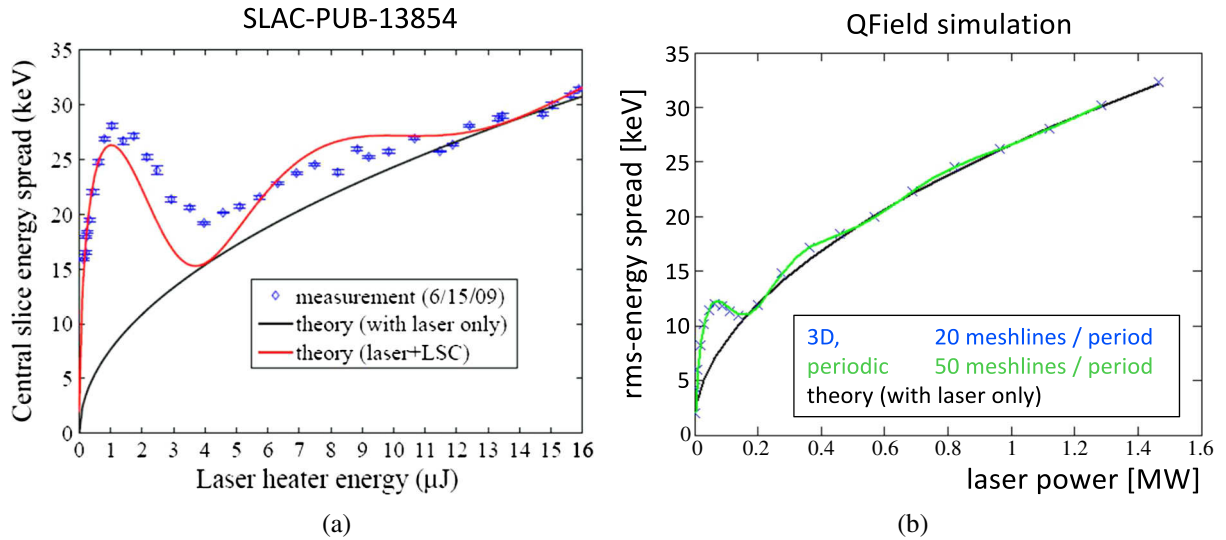 SLAC-PUB-13854
Central slice energy spread (keV)
35
30
25
20
15
10
5
0
measurement (6/15/09)
theory (with laser only)
theory (laser+LSC)
0 1 2 3 4 5 6 7 8 9 10 11 12 13 14 15 16
Laser heater energy (μJ)
(a)
QField simulation
rms-energy spread [keV]
35
30
25
20
15
10
5
0
3D, 20 meshlines / period
periodic 50 meshlines / period
theory (with laser only)
0 0.2 0.4 0.6 0.8 1 1.2 1.4 1.6
laser power [MW]
(b)